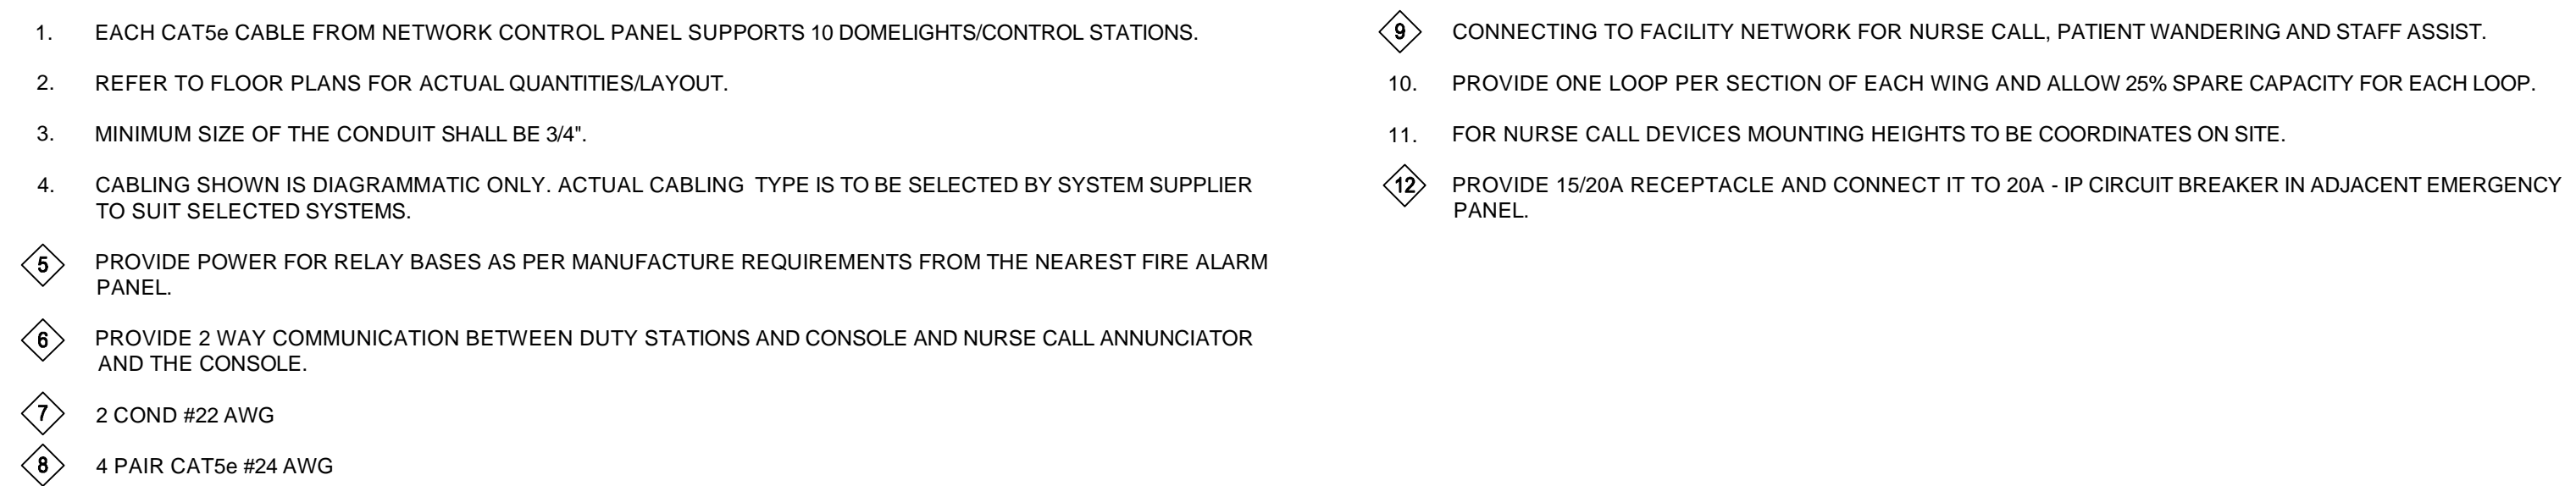 1. EACH CAT5e CABLE FROM NETWORK CONTROL PANEL SUPPORTS 10 DOMELIGHTS/CONTROL STATIONS.
2. REFER TO FLOOR PLANS FOR ACTUAL QUANTITIES/LAYOUT.
3. MINIMUM SIZE OF THE CONDUIT SHALL BE 3/4".
4. CABLING SHOWN IS DIAGRAMMATIC ONLY. ACTUAL CABLING TYPE IS TO BE SELECTED BY SYSTEM SUPPLIER
TO SUIT SELECTED SYSTEMS.
5 PROVIDE POWER FOR RELAY BASES AS PER MANUFACTURE REQUIREMENTS FROM THE NEAREST FIRE ALARM
PANEL.
6 PROVIDE 2 WAY COMMUNICATION BETWEEN DUTY STATIONS AND CONSOLE AND NURSE CALL ANNUNCIATOR
AND THE CONSOLE.
7 2 COND #22 AWG
8 4 PAIR CAT5e #24 AWG
9 CONNECTING TO FACILITY NETWORK FOR NURSE CALL, PATIENT WANDERING AND STAFF ASSIST.
10. PROVIDE ONE LOOP PER SECTION OF EACH WING AND ALLOW 25% SPARE CAPACITY FOR EACH LOOP.
11. FOR NURSE CALL DEVICES MOUNTING HEIGHTS TO BE COORDINATES ON SITE.
12 PROVIDE 15/20A RECEPTACLE AND CONNECT IT TO 20A - IP CIRCUIT BREAKER IN ADJACENT EMERGENCY
PANEL.